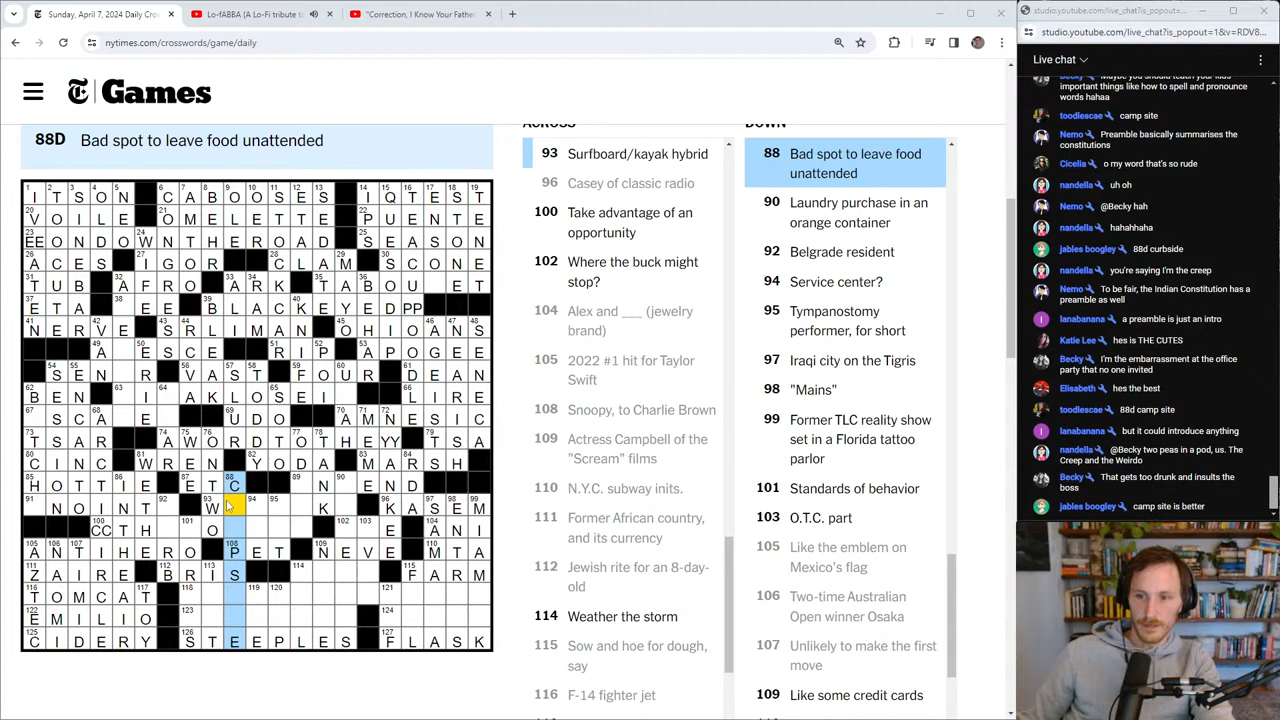 Sunday, April 7, 2024 Daily Cro
Lo-fABBA (A Lo-Fi tribute to
"Correction, I Know Your Father
nytimes.com/crosswords/game/daily
Games
88D Bad spot to leave food unattended
ACROSS
93 Surfboard/kayak hybrid
96 Casey of classic radio
100 Take advantage of an
opportunity
102 Where the buck might
stop?
104 Alex and ___ (jewelry
brand)
105 2022 #1 hit for Taylor
Swift
108 Snoopy, to Charlie Brown
109 Actress Campbell of the
"Scream" films
110 N.Y.C. subway inits.
111 Former African country,
and its currency
112 Jewish rite for an 8-day-
old
114 Weather the storm
115 Sow and hoe for dough,
say
116 F-14 fighter jet
DOWN
88 Bad spot to leave food
unattended
90 Laundry purchase in an
orange container
92 Belgrade resident
94 Service center?
95 Tympanostomy
performer, for short
97 Iraqi city on the Tigris
98 "Mains"
99 Former TLC reality show
set in a Florida tattoo
parlor
101 Standards of behavior
103 O.T.C. part
105 Like the emblem on
Mexico's flag
106 Two-time Australian
Open winner Osaka
107 Unlikely to make the first
move
109 Like some credit cards
studio.youtube.com/live_chat?is_popout=...
studio.youtube.com/live_chat?is_popout=1&v=RDV8...
Live chat
Becky Maybe you should teach your kids
important things like how to spell and pronounce
words hahaa
toodlescae camp site
Nemo Preamble basically summarises the
constitutions
Cicelia o my word that's so rude
nandella uh oh
Nemo @Becky hah
nandella hahahhaha
jables boogley 88d curbside
nandella you're saying I'm the creep
Nemo To be fair, the Indian Constitution has a
preamble as well
lanabanana a preamble is just an intro
Katie Lee hes is THE CUTES
Becky I'm the embarrassment at the office
party that no one invited
Elisabeth hes the best
toodlescae 88d camp site
lanabanana but it could introduce anything
nandella @Becky two peas in a pod, us. The
Creep and the Weirdo
Becky That gets too drunk and insults the
boss
jables boogley camp site is better